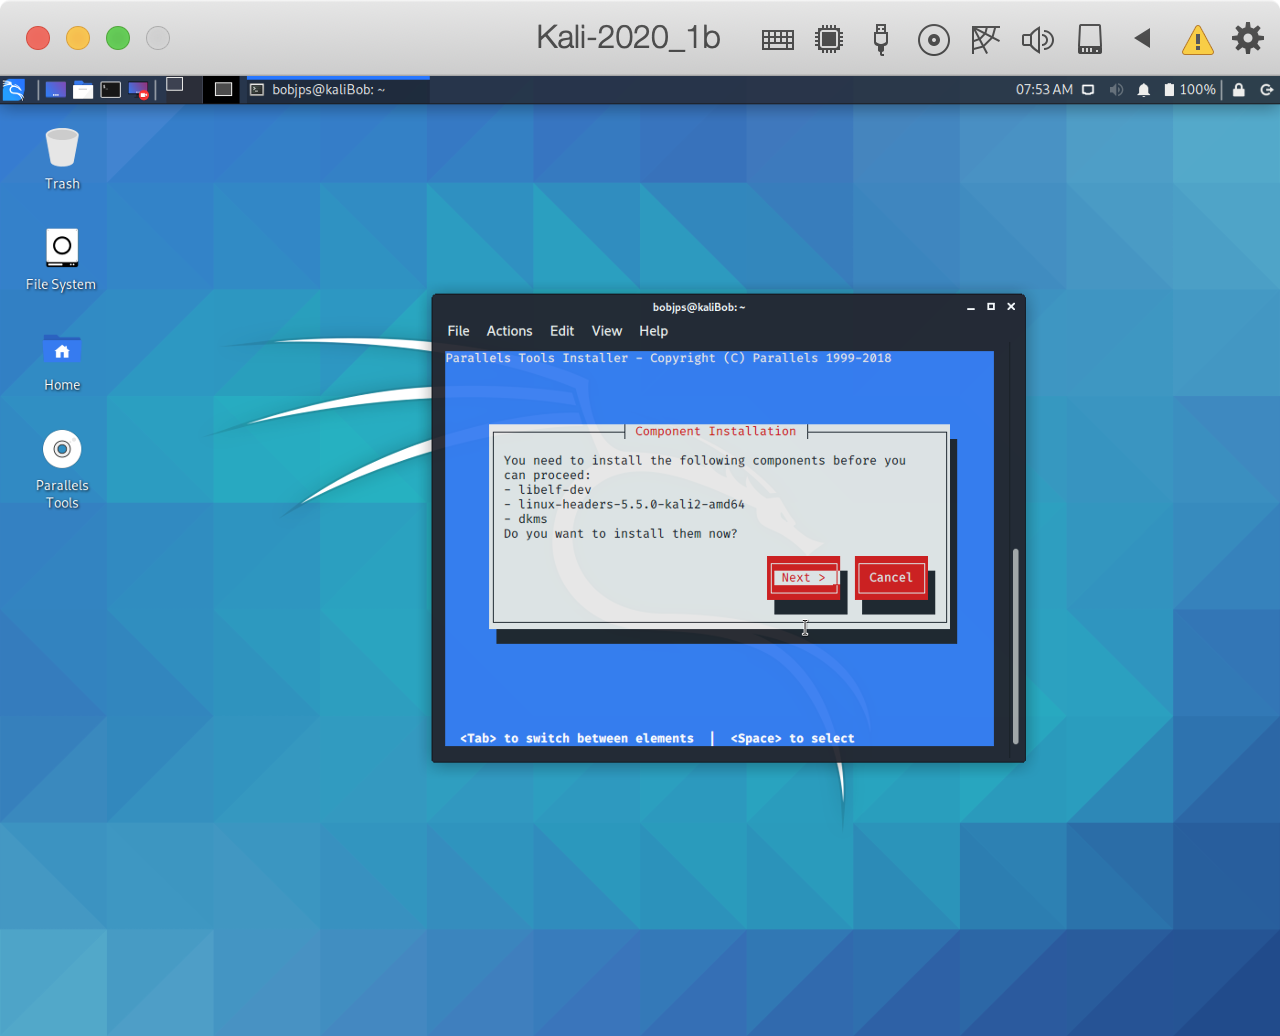 Kali-2020_1b
bobjps@kaliBob: ~
07:53 AM
100%
Trash
File System
Home
Parallels
Tools
bobjps@kaliBob: ~
File Actions Edit View Help
Parallels Tools Installer - Copyright (C) Parallels 1999-2018
Component Installation
You need to install the following components before you
can proceed:
- libelf-dev
- linux-headers-5.5.0-kali2-amd64
- dkms
Do you want to install them now?
Next > Cancel
<Tab> to switch between elements | <Space> to select